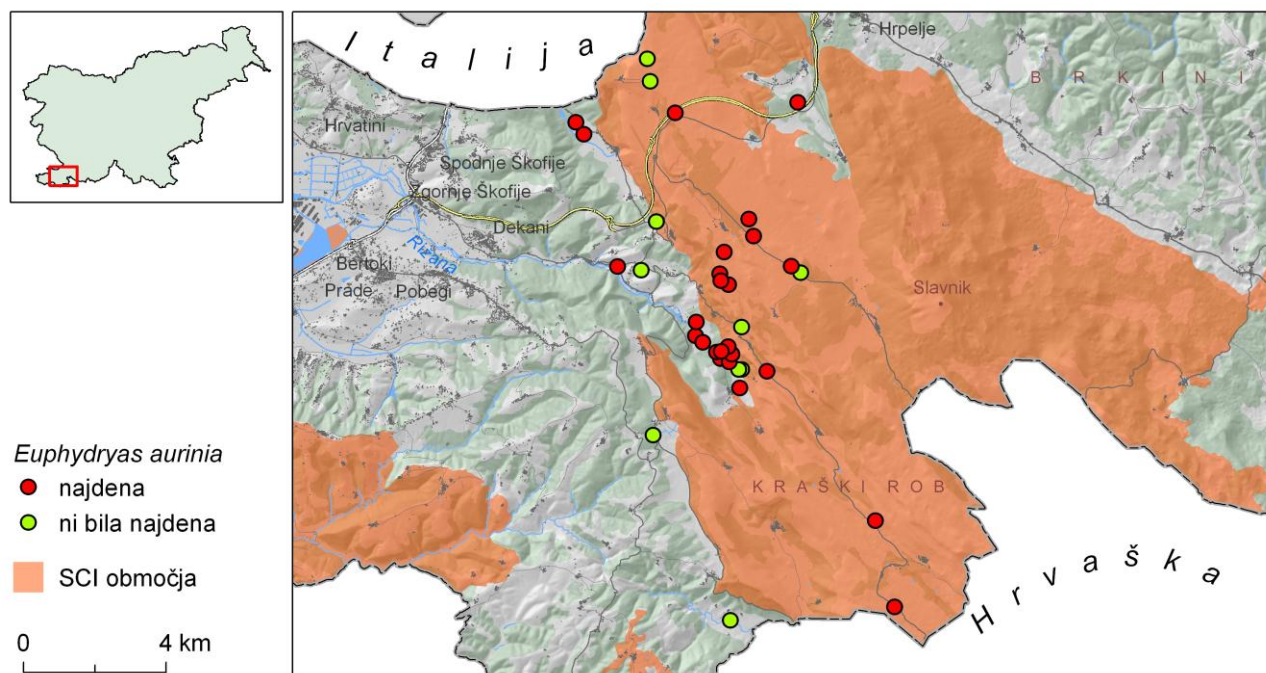 Euphydryas aurinia
najdena
ni bila najdena
SCI območja
0 4 km
Italija
Hrpelje
BRKINI
Hrvatini
Spodnje Škofije
Zgornje Škofije
Dekani
Rižana
Bertoki
Prade
Pobegi
Slavnik
KRAŠKI ROB
Hrvaška